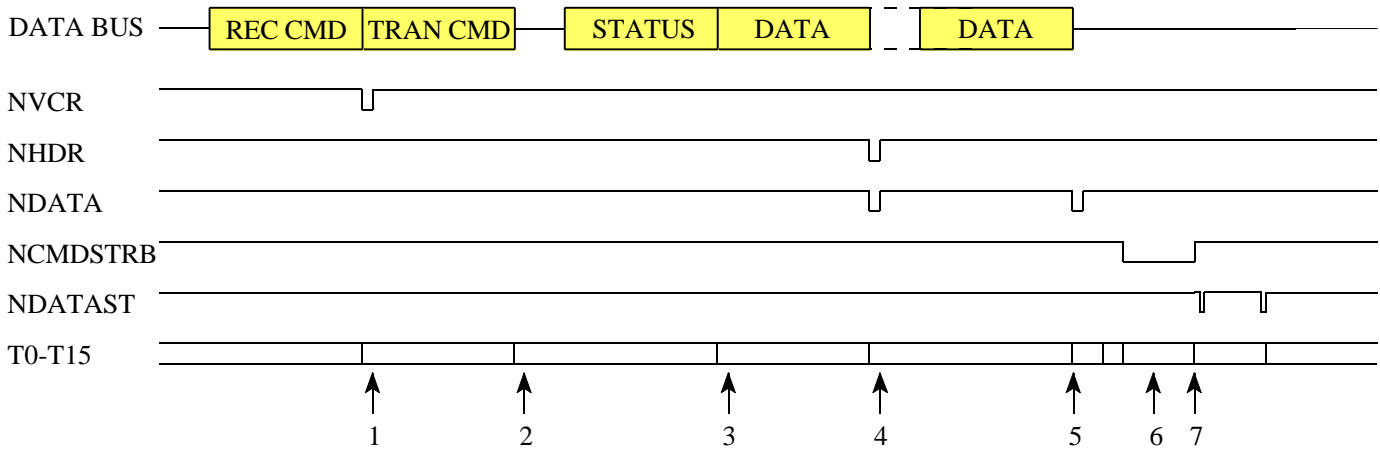 DATA BUS REC CMD TRAN CMD STATUS DATA DATA
NVCR
NHDR
NDATA
NCMDSTRB
NDATAST
T0-T15
1 2 3 4 5 6 7